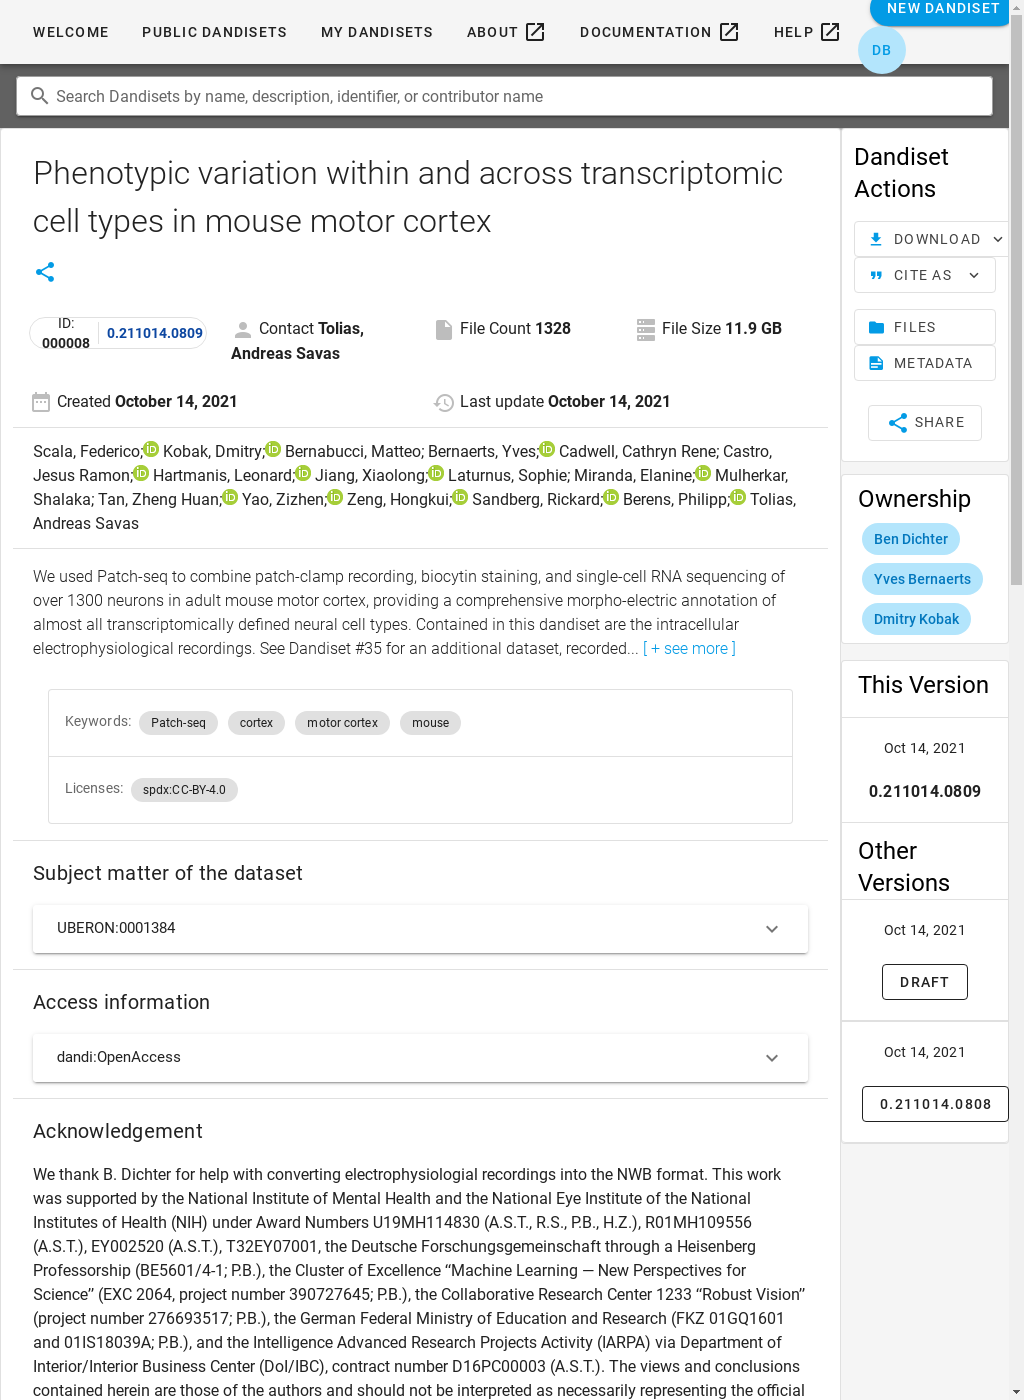 WELCOME PUBLIC DANDISETS MY DANDISETS ABOUT DOCUMENTATION HELP NEW DANDISET
DB
Search Dandisets by name, description, identifier, or contributor name
Phenotypic variation within and across transcriptomic
cell types in mouse motor cortex
ID:
000008
0.211014.0809
Contact Tolias,
Andreas Savas
File Count 1328
File Size 11.9 GB
Created October 14, 2021
Last update October 14, 2021
Scala, Federico; Kobak, Dmitry; Bernabucci, Matteo; Bernaerts, Yves; Cadwell, Cathryn Rene; Castro,
Jesus Ramon; Hartmanis, Leonard; Jiang, Xiaolong; Laturnus, Sophie; Miranda, Elanine; Mulherkar,
Shalaka; Tan, Zheng Huan; Yao, Zizhen; Zeng, Hongkui; Sandberg, Rickard; Berens, Philipp; Tolias,
Andreas Savas
We used Patch-seq to combine patch-clamp recording, biocytin staining, and single-cell RNA sequencing of
over 1300 neurons in adult mouse motor cortex, providing a comprehensive morpho-electric annotation of
almost all transcriptomically defined neural cell types. Contained in this dandiset are the intracellular
electrophysiological recordings. See Dandiset #35 for an additional dataset, recorded... [ + see more ]
Keywords: Patch-seq cortex motor cortex mouse
Licenses: spdx:CC-BY-4.0
Subject matter of the dataset
UBERON:0001384
Access information
dandi:OpenAccess
Acknowledgement
We thank B. Dichter for help with converting electrophysiologial recordings into the NWB format. This work
was supported by the National Institute of Mental Health and the National Eye Institute of the National
Institutes of Health (NIH) under Award Numbers U19MH114830 (A.S.T., R.S., P.B., H.Z.), R01MH109556
(A.S.T.), EY002520 (A.S.T.), T32EY07001, the Deutsche Forschungsgemeinschaft through a Heisenberg
Professorship (BE5601/4-1; P.B.), the Cluster of Excellence “Machine Learning — New Perspectives for
Science” (EXC 2064, project number 390727645; P.B.), the Collaborative Research Center 1233 “Robust Vision”
(project number 276693517; P.B.), the German Federal Ministry of Education and Research (FKZ 01GQ1601
and 01IS18039A; P.B.), and the Intelligence Advanced Research Projects Activity (IARPA) via Department of
Interior/Interior Business Center (DoI/IBC), contract number D16PC00003 (A.S.T.). The views and conclusions
contained herein are those of the authors and should not be interpreted as necessarily representing the official
Dandiset
Actions
DOWNLOAD
CITE AS
FILES
METADATA
SHARE
Ownership
Ben Dichter
Yves Bernaerts
Dmitry Kobak
This Version
Oct 14, 2021
0.211014.0809
Other
Versions
Oct 14, 2021
DRAFT
Oct 14, 2021
0.211014.0808